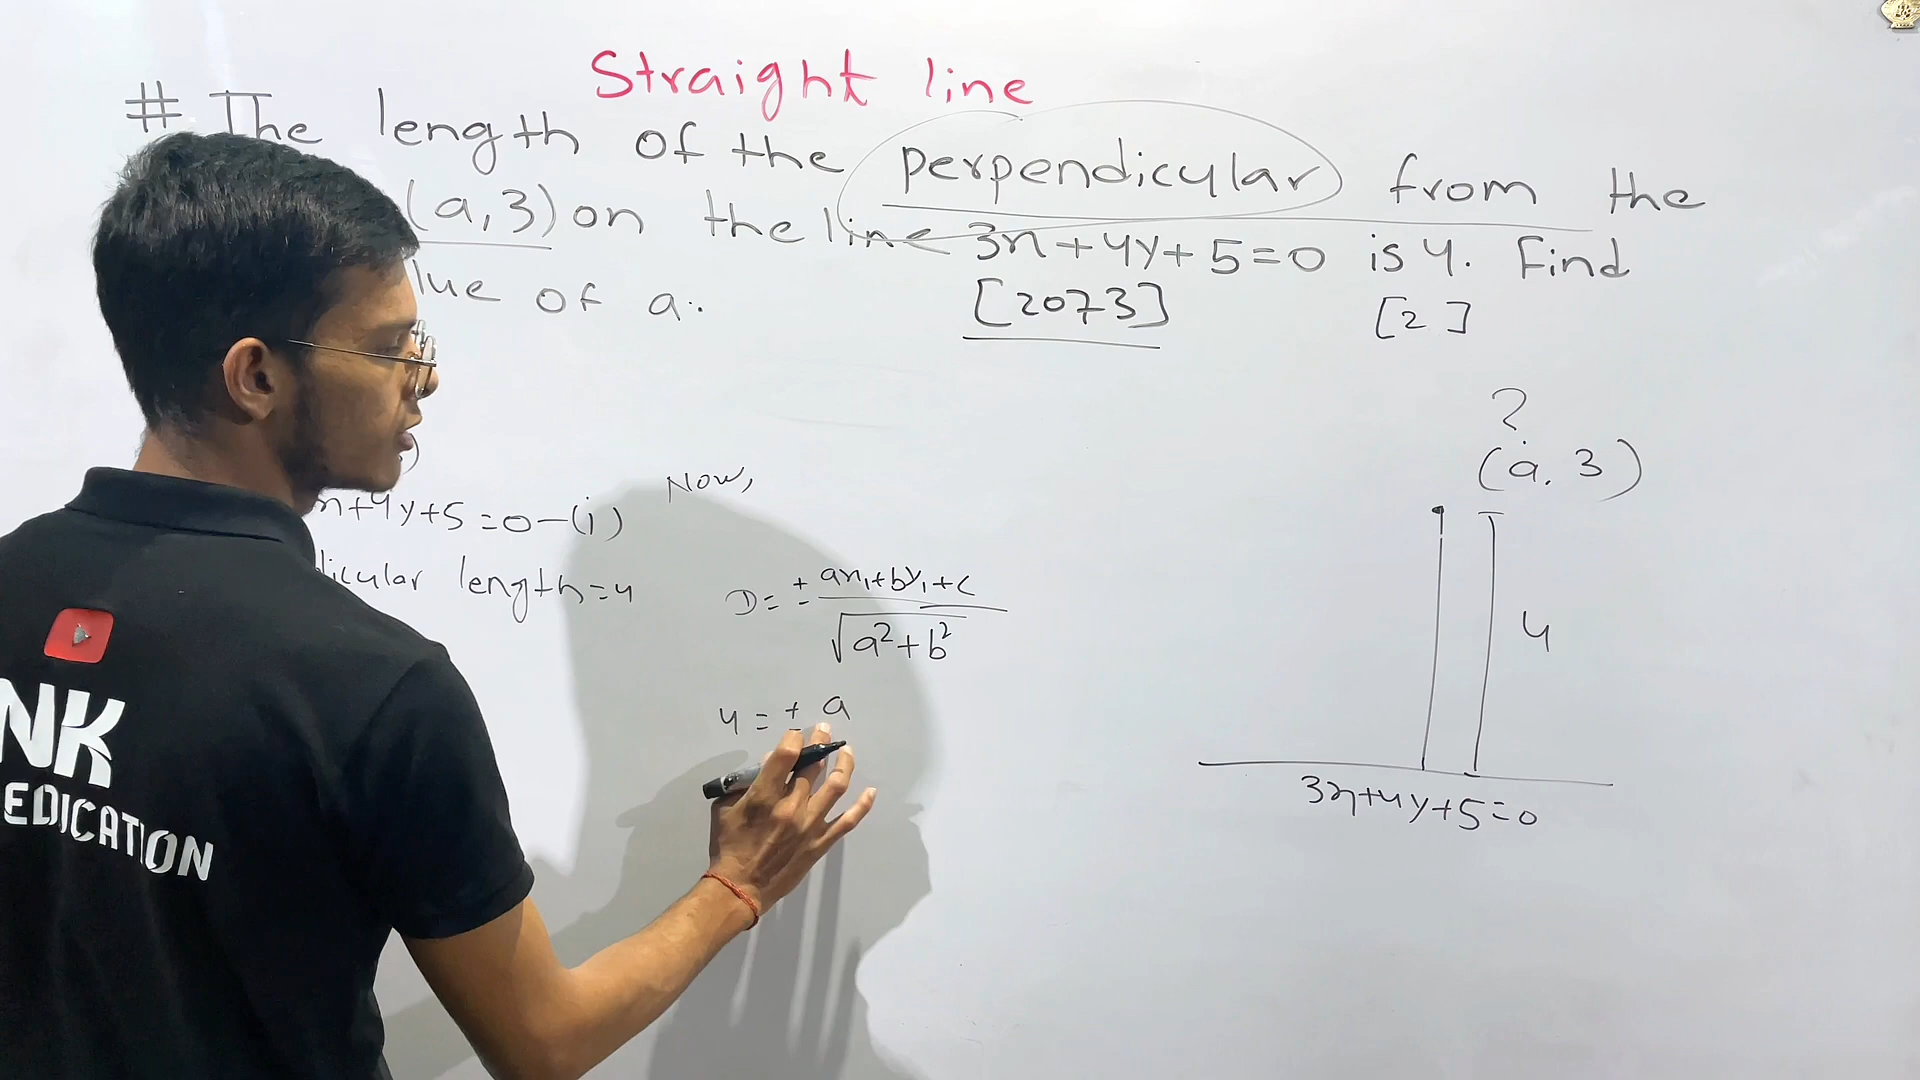 Straight line
# The length of the perpendicular from the
(a, 3) on the line 3x+4y+5=0 is 4. Find
lue of a.
[2073] [2]
?
(a, 3)
Now,
x+4y+5=0-(i)
dicular length=4
D= ± ax₁+by₁+c
√a²+b²
4
4 = ± a
3x+4y+5=0
NK
EDUCATION